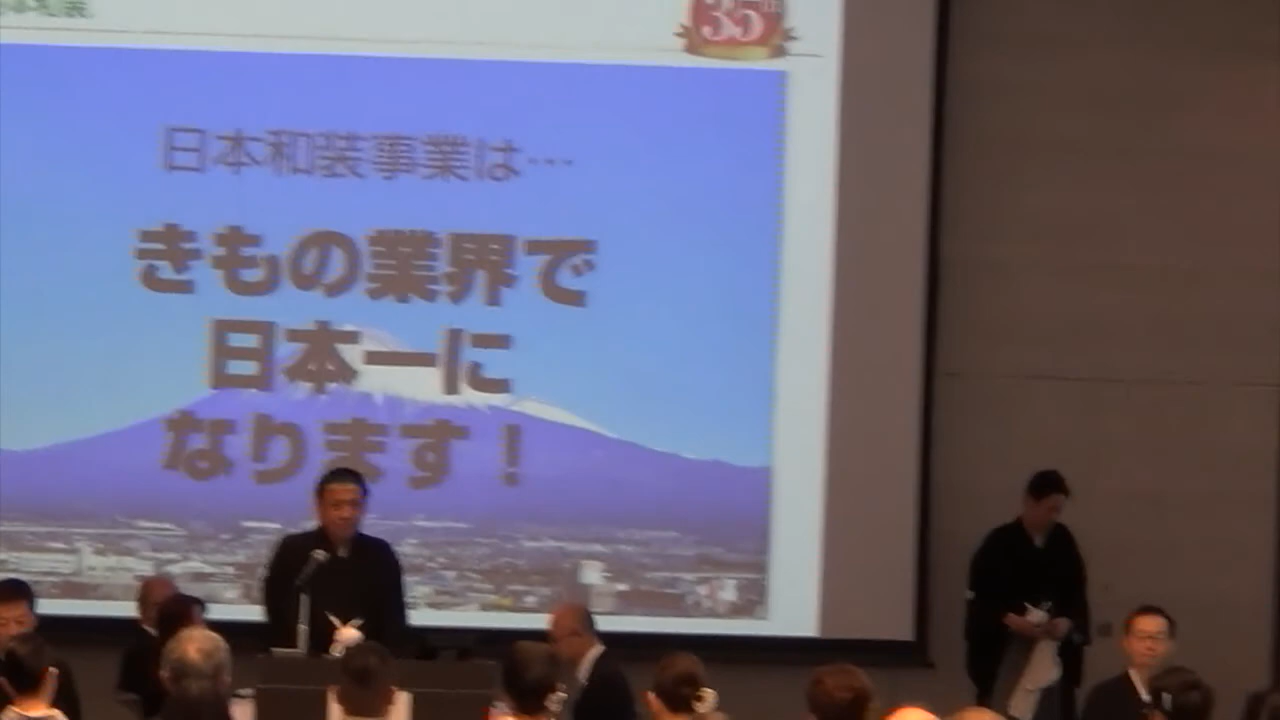 35
日本和装事業は…
きもの業界で
日本一に
なります！